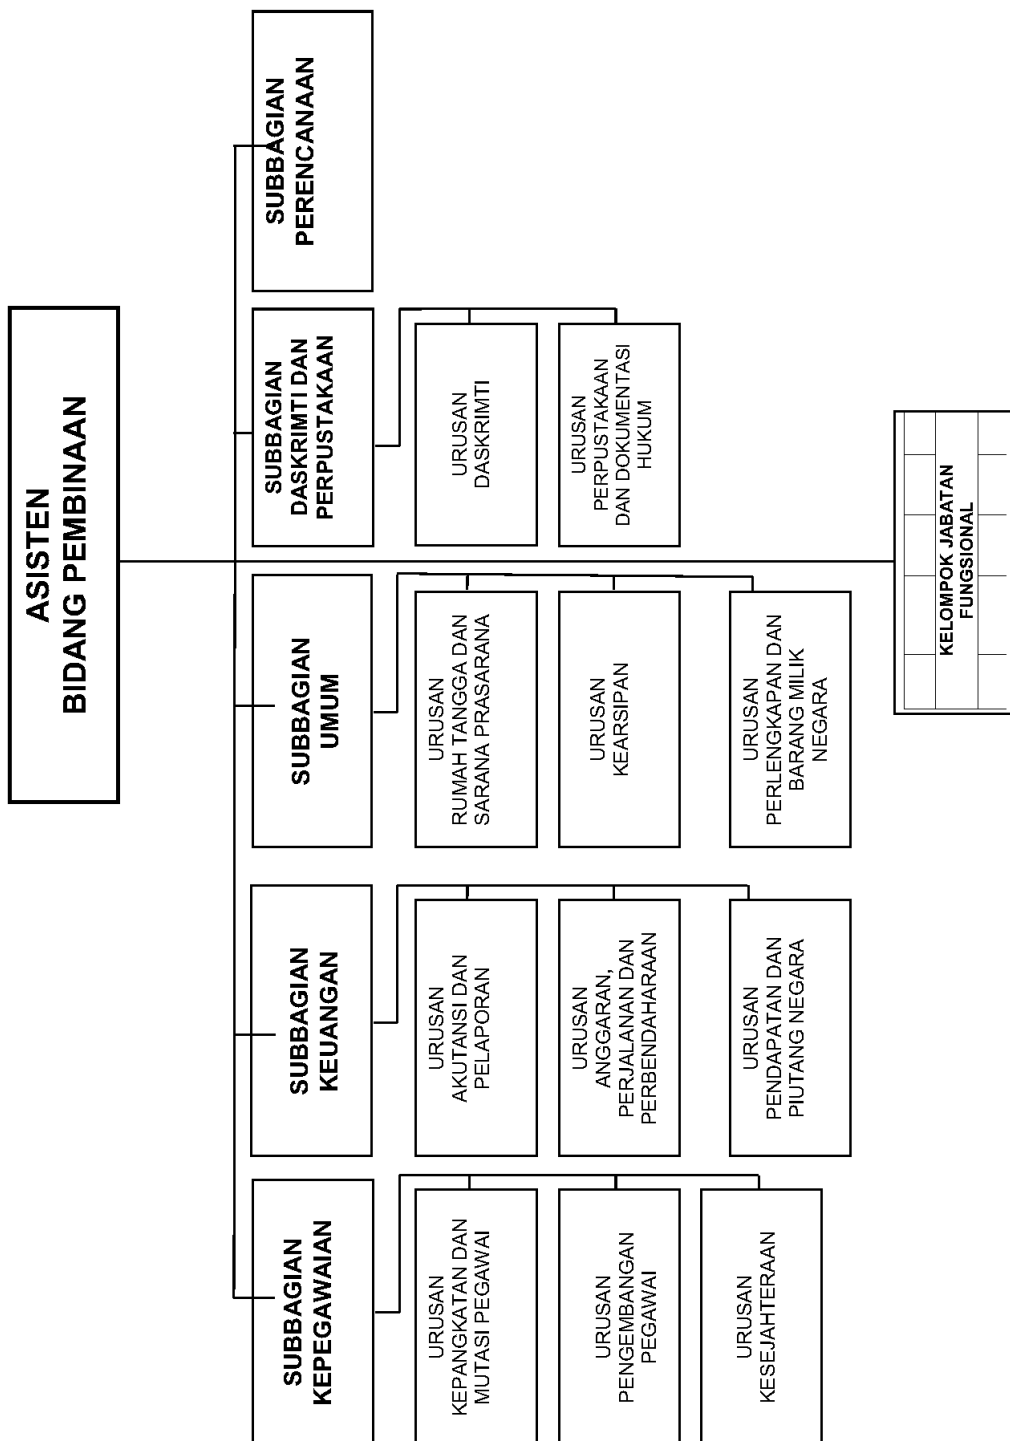 ASISTEN
BIDANG PEMBINAAN
SUBBAGIAN
KEPEGAWAIAN
URUSAN
KEPANGKATAN DAN
MUTASI PEGAWAI
URUSAN
PENGEMBANGAN
PEGAWAI
URUSAN
KESEJAHTERAAN
SUBBAGIAN
KEUANGAN
URUSAN
AKUTANSI DAN
PELAPORAN
URUSAN
ANGGARAN,
PERJALANAN DAN
PERBENDAHARAAN
URUSAN
PENDAPATAN DAN
PIUTANG NEGARA
SUBBAGIAN
UMUM
URUSAN
RUMAH TANGGA DAN
SARANA PRASARANA
URUSAN
KEARSIPAN
URUSAN
PERLENGKAPAN DAN
BARANG MILIK
NEGARA
SUBBAGIAN
DASKRIMTI DAN
PERPUSTAKAAN
URUSAN
DASKRIMTI
URUSAN
PERPUSTAKAAN
DAN DOKUMENTASI
HUKUM
SUBBAGIAN
PERENCANAAN
KELOMPOK JABATAN
FUNGSIONAL